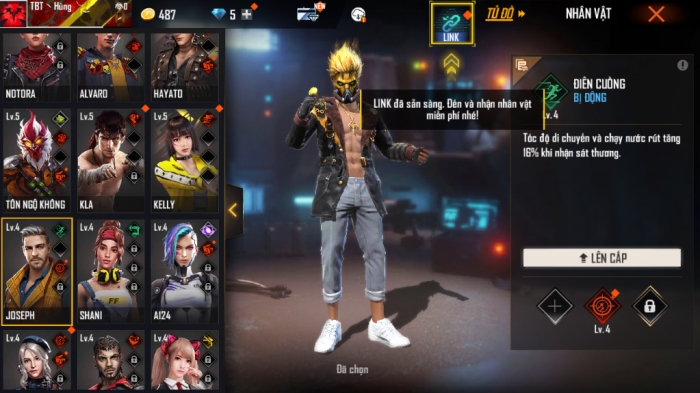 TBT - Hùng
0
487
5
NEW
LINK
TỦ ĐỒ
NHÂN VẬT
NOTORA
ALVARO
HAYATO
LINK đã sẵn sàng. Đến và nhận nhân vật
miễn phí nhé!
ĐIÊN CUỒNG
BỊ ĐỘNG
Lv. 4
Tốc độ di chuyển và chạy nước rút tăng
16% khi nhận sát thương.
Lv.5
Lv.5
Lv.5
TÔN NGỘ KHÔNG
KLA
KELLY
Lv.4
Lv.4
Lv.4
FF
JOSEPH
SHANI
A124
LÊN CẤP
Lv. 4
Lv.4
Lv.4
Lv.4
Đã chọn